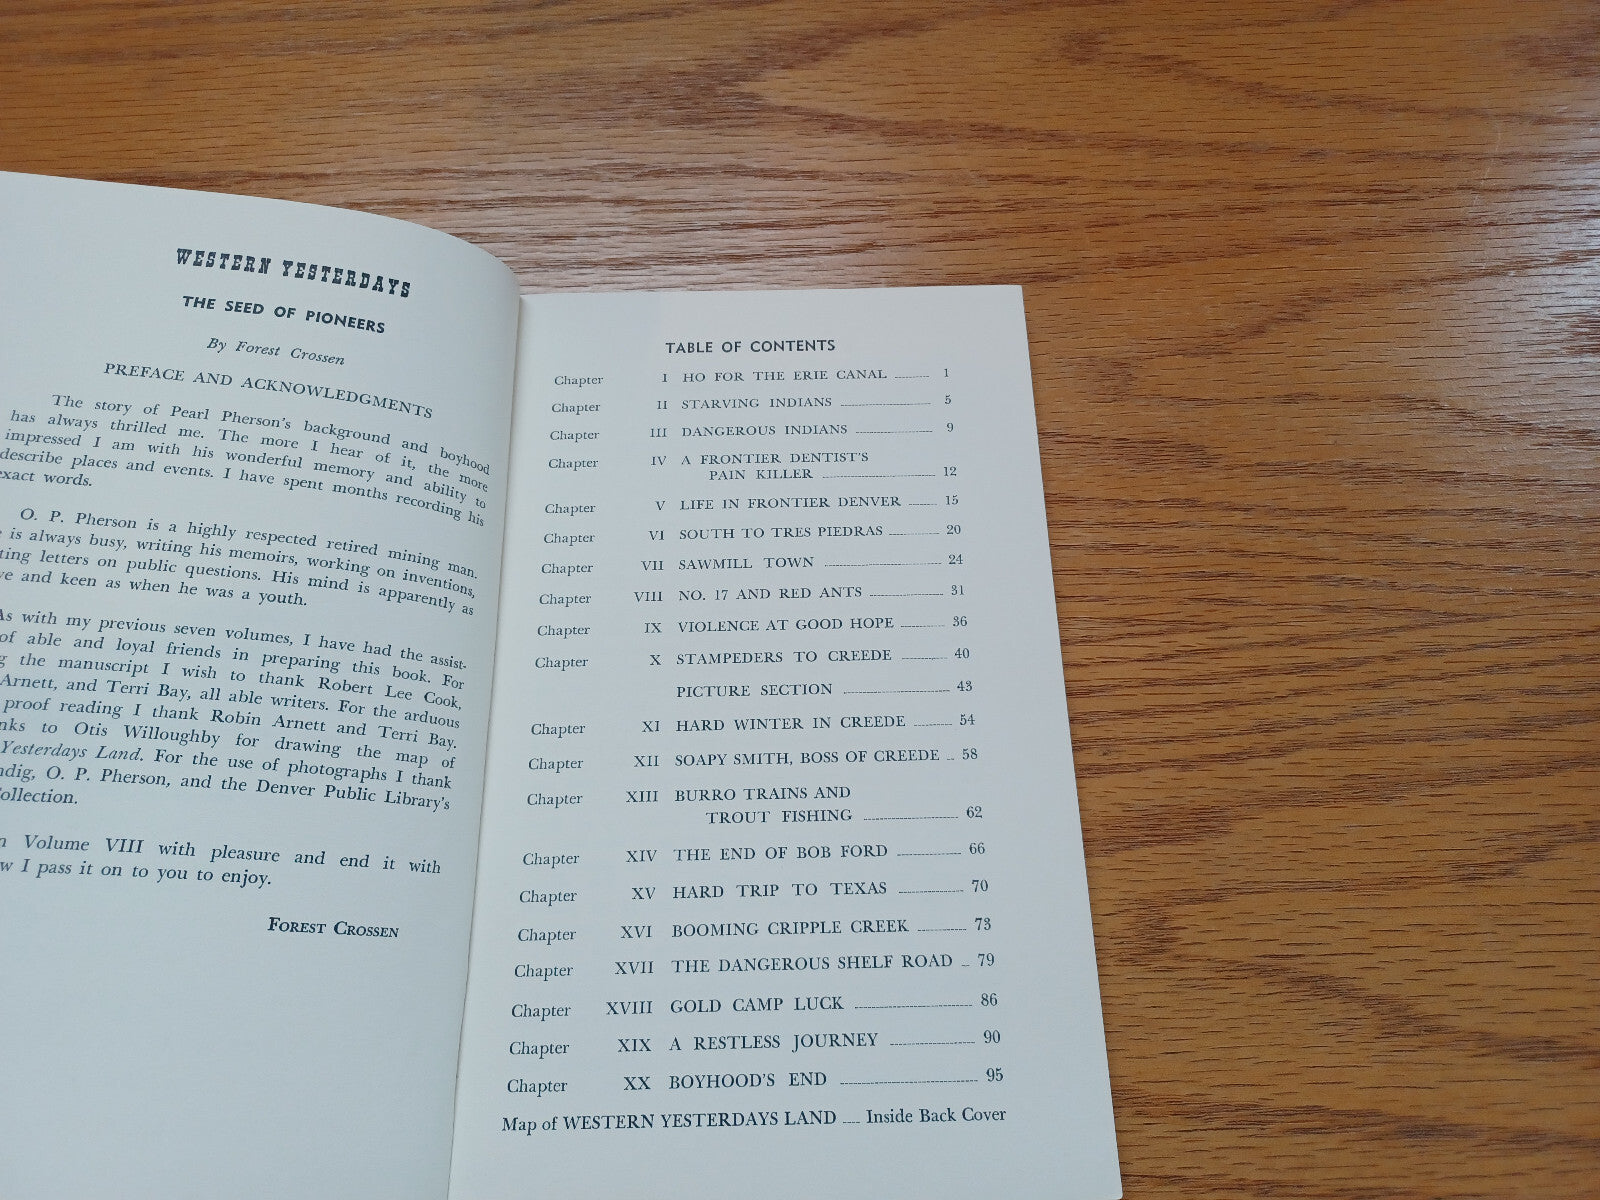 WESTERN YESTERDAYS
THE SEED OF PIONEERS
By Forest Crossen
PREFACE AND ACKNOWLEDGMENTS
The story of Pearl Pherson's background and boyhood
has always thrilled me. The more I hear of it, the more
impressed I am with his wonderful memory and ability to
describe places and events. I have spent months recording his
exact words.
O. P. Pherson is a highly respected retired mining man.
is always busy, writing his memoirs, working on inventions,
letters on public questions. His mind is apparently as
and keen as when he was a youth.
As with my previous seven volumes, I have had the assist-
of able and loyal friends in preparing this book. For
the manuscript I wish to thank Robert Lee Cook,
Arnett, and Terri Bay, all able writers. For the arduous
proof reading I thank Robin Arnett and Terri Bay.
to Otis Willoughby for drawing the map of
Yesterdays Land. For the use of photographs I thank
O. P. Pherson, and the Denver Public Library's
Collection.
Volume VIII with pleasure and end it with
I pass it on to you to enjoy.
FOREST CROSSEN
TABLE OF CONTENTS
Chapter I HO FOR THE ERIE CANAL 1
Chapter II STARVING INDIANS 5
Chapter III DANGEROUS INDIANS 9
Chapter IV A FRONTIER DENTIST'S
PAIN KILLER 12
Chapter V LIFE IN FRONTIER DENVER 15
Chapter VI SOUTH TO TRES PIEDRAS 20
Chapter VII SAWMILL TOWN 24
Chapter VIII NO. 17 AND RED ANTS 31
Chapter IX VIOLENCE AT GOOD HOPE 36
Chapter X STAMPEDERS TO CREEDE 40
PICTURE SECTION 43
Chapter XI HARD WINTER IN CREEDE 54
Chapter XII SOAPY SMITH, BOSS OF CREEDE 58
Chapter XIII BURRO TRAINS AND
TROUT FISHING 62
Chapter XIV THE END OF BOB FORD 66
Chapter XV HARD TRIP TO TEXAS 70
Chapter XVI BOOMING CRIPPLE CREEK 73
Chapter XVII THE DANGEROUS SHELF ROAD 79
Chapter XVIII GOLD CAMP LUCK 86
Chapter XIX A RESTLESS JOURNEY 90
Chapter XX BOYHOOD'S END 95
Map of WESTERN YESTERDAYS LAND Inside Back Cover